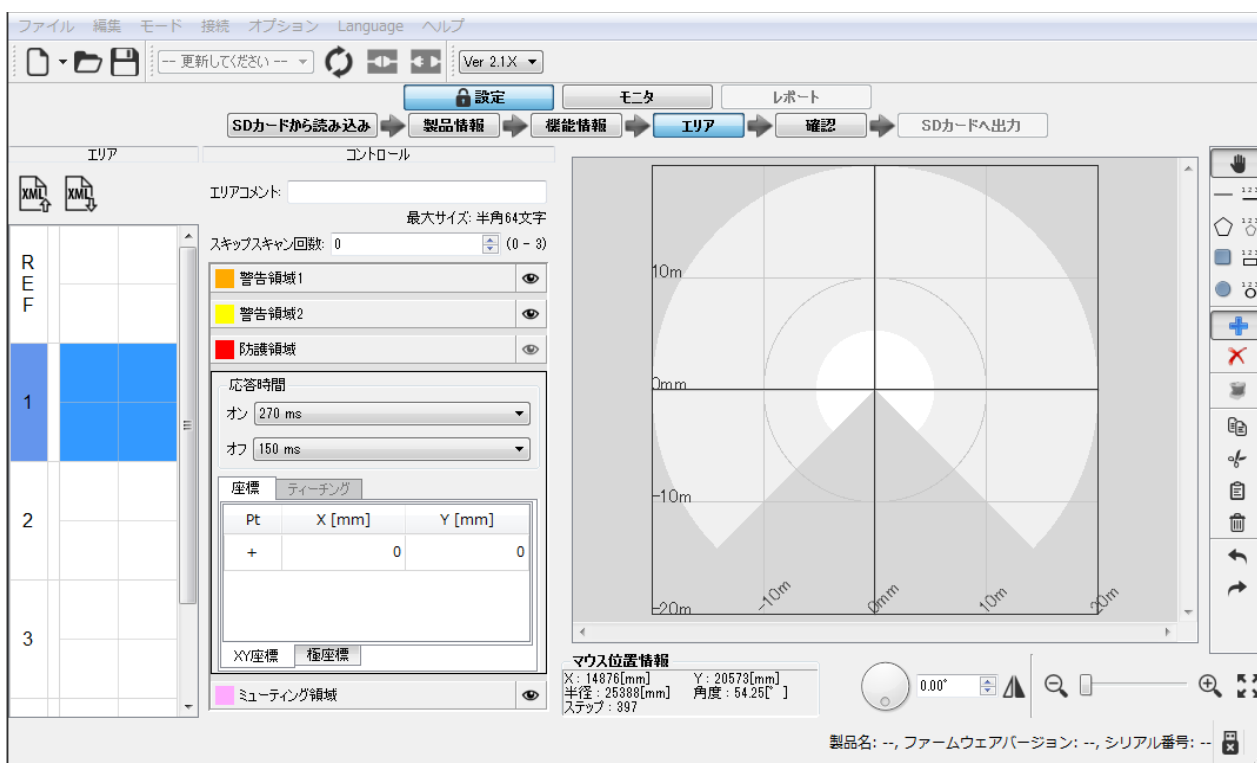 ファイル 編集 モード 接続 オプション Language ヘルプ
-- 更新してください -- Ver 2.1X
設定 モニタ レポート
SDカードから読み込み 製品情報 機能情報 エリア 確認 SDカードへ出力
エリア
XML XML
R
E
F
1
2
3
コントロール
エリアコメント:
最大サイズ: 半角64文字
スキップスキャン回数: 0 (0 - 3)
警告領域1
警告領域2
防護領域
応答時間
オン 270 ms
オフ 150 ms
座標 ティーチング
Pt X [mm] Y [mm]
+ 0 0
XY座標 極座標
ミューティング領域
10m
0mm
-10m
-20m
-10m 0mm 10m 20m
123
123
123
123
マウス位置情報
X : 14876[mm] Y : 20573[mm]
半径 : 25388[mm] 角度 : 54.25[° ]
ステップ : 397
0.00°
製品名: --, ファームウェアバージョン: --, シリアル番号: --